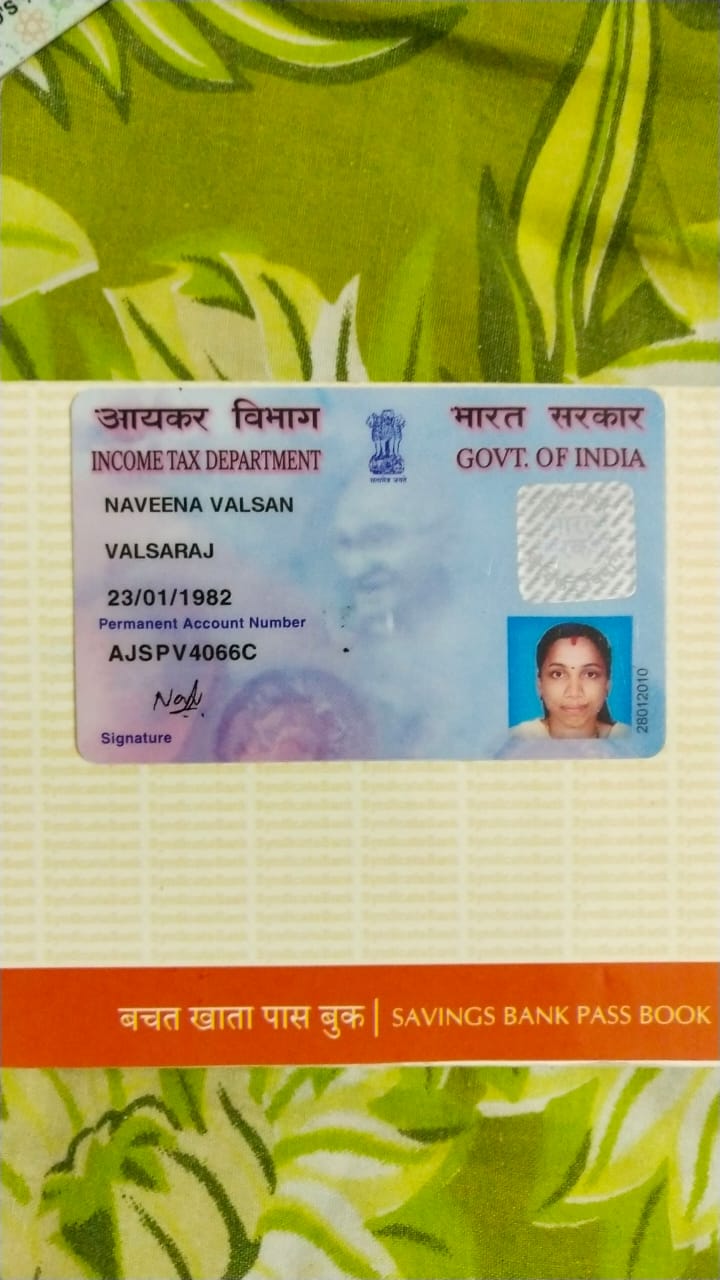 आयकर विभाग
INCOME TAX DEPARTMENT
भारत सरकार
GOVT. OF INDIA
सत्यमेव जयते
NAVEENA VALSAN
VALSARAJ
23/01/1982
Permanent Account Number
AJSPV4066C
Signature
28012010
बचत खाता पास बुक | SAVINGS BANK PASS BOOK